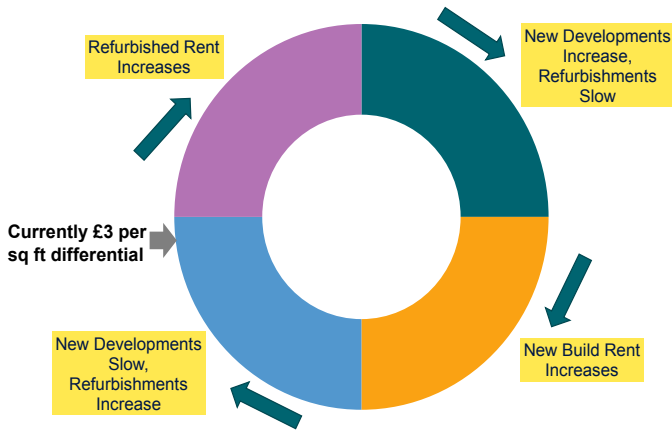 Refurbished Rent
Increases
New Developments
Increase,
Refurbishments
Slow
Currently £3 per
sq ft differential
New Developments
Slow,
Refurbishments
Increase
New Build Rent
Increases